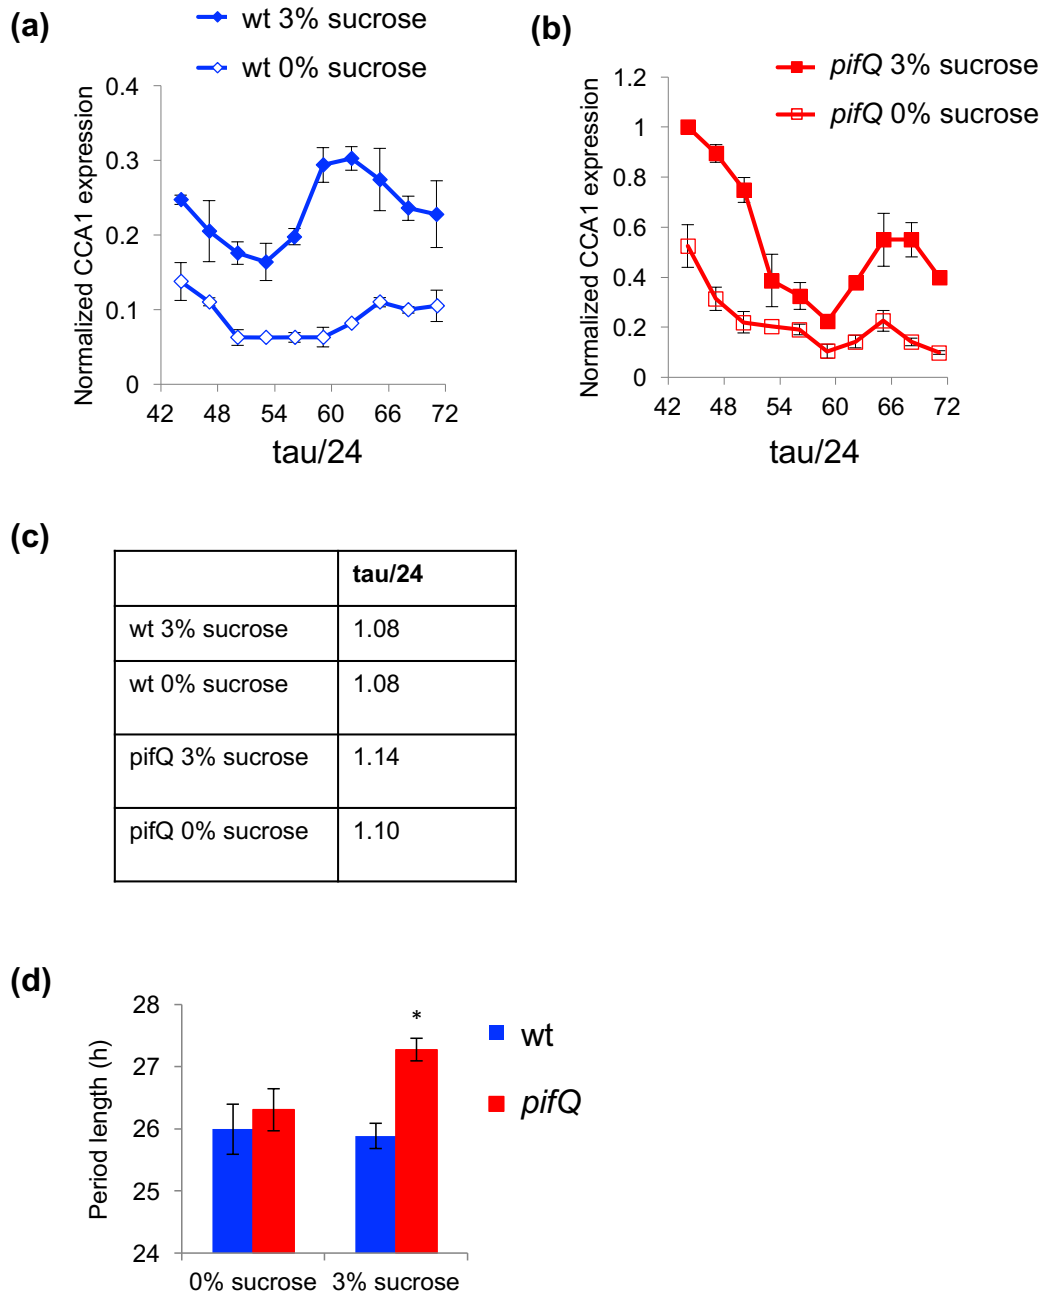 (a)
wt 3% sucrose
wt 0% sucrose
Normalized CCA1 expression
0.4
0.3
0.2
0.1
0
42 48 54 60 66 72
tau/24
(b)
pifQ 3% sucrose
pifQ 0% sucrose
Normalized CCA1 expression
1.2
1
0.8
0.6
0.4
0.2
0
42 48 54 60 66 72
tau/24
(c)
tau/24
wt 3% sucrose 1.08
wt 0% sucrose 1.08
pifQ 3% sucrose 1.14
pifQ 0% sucrose 1.10
(d)
Period length (h)
28
27
26
25
24
*
0% sucrose 3% sucrose
wt
pifQ